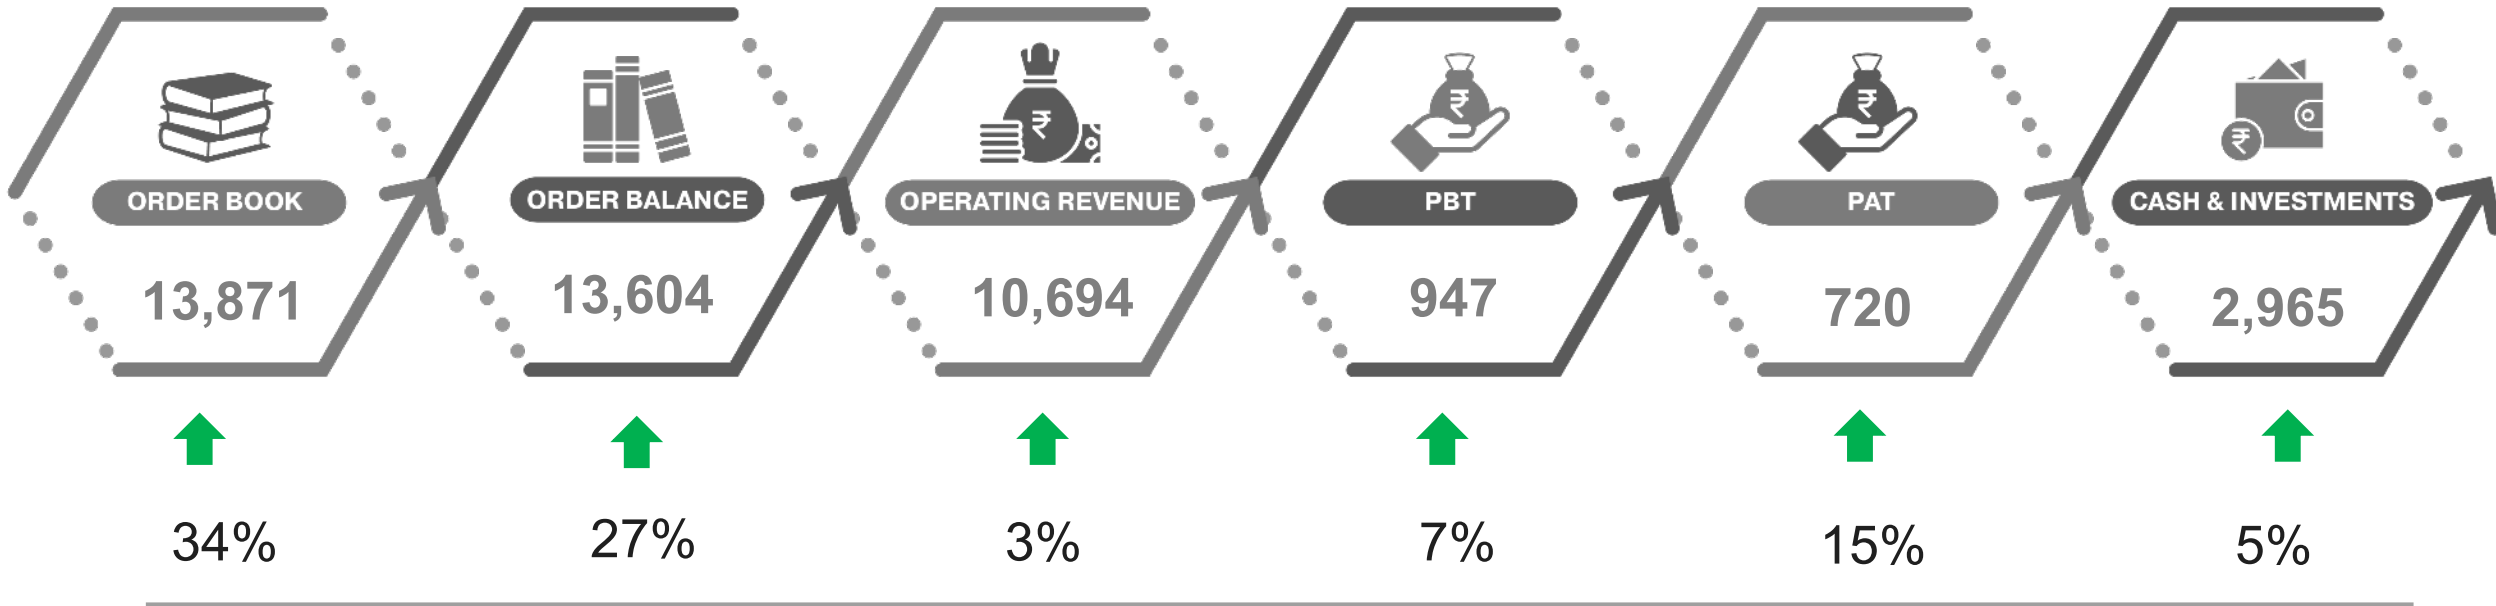 ORDER BOOK
ORDER BALANCE
OPERATING REVENUE
PBT
PAT
CASH & INVESTMENTS
13,871
13,604
10,694
947
720
2,965
34%
27%
3%
7%
15%
5%